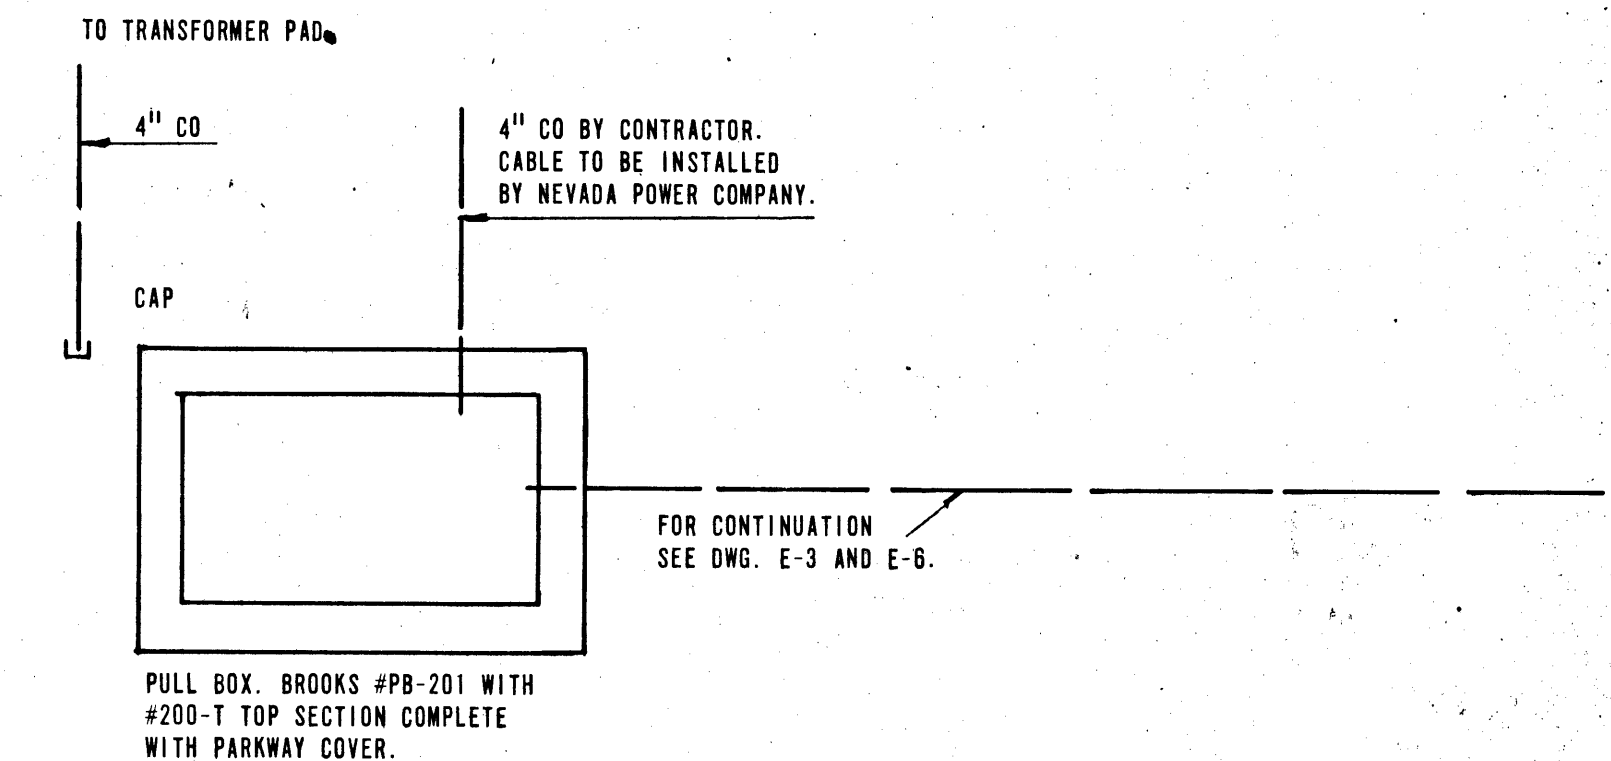 TO TRANSFORMER PAD
4" CO
4" CO BY CONTRACTOR.
CABLE TO BE INSTALLED
BY NEVADA POWER COMPANY.
CAP
FOR CONTINUATION
SEE DWG. E-3 AND E-6.
PULL BOX. BROOKS #PB-201 WITH
#200-T TOP SECTION COMPLETE
WITH PARKWAY COVER.